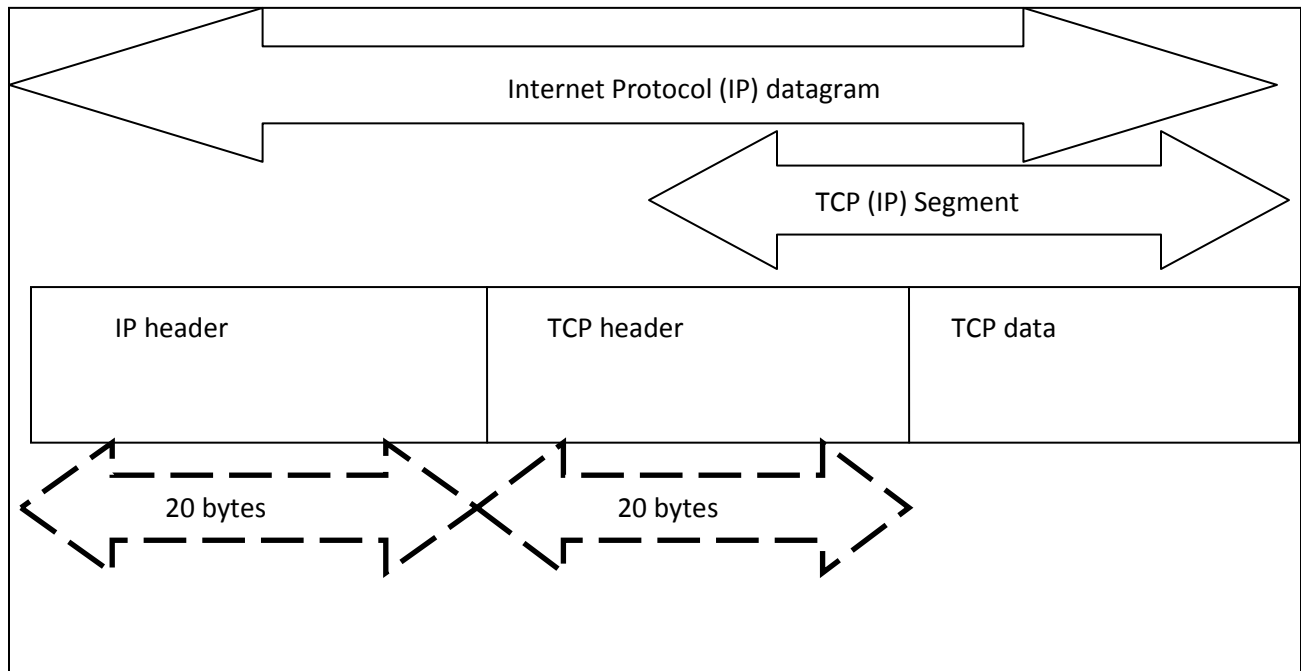 Internet Protocol (IP) datagram
TCP (IP) Segment
IP header
TCP header
TCP data
20 bytes
20 bytes